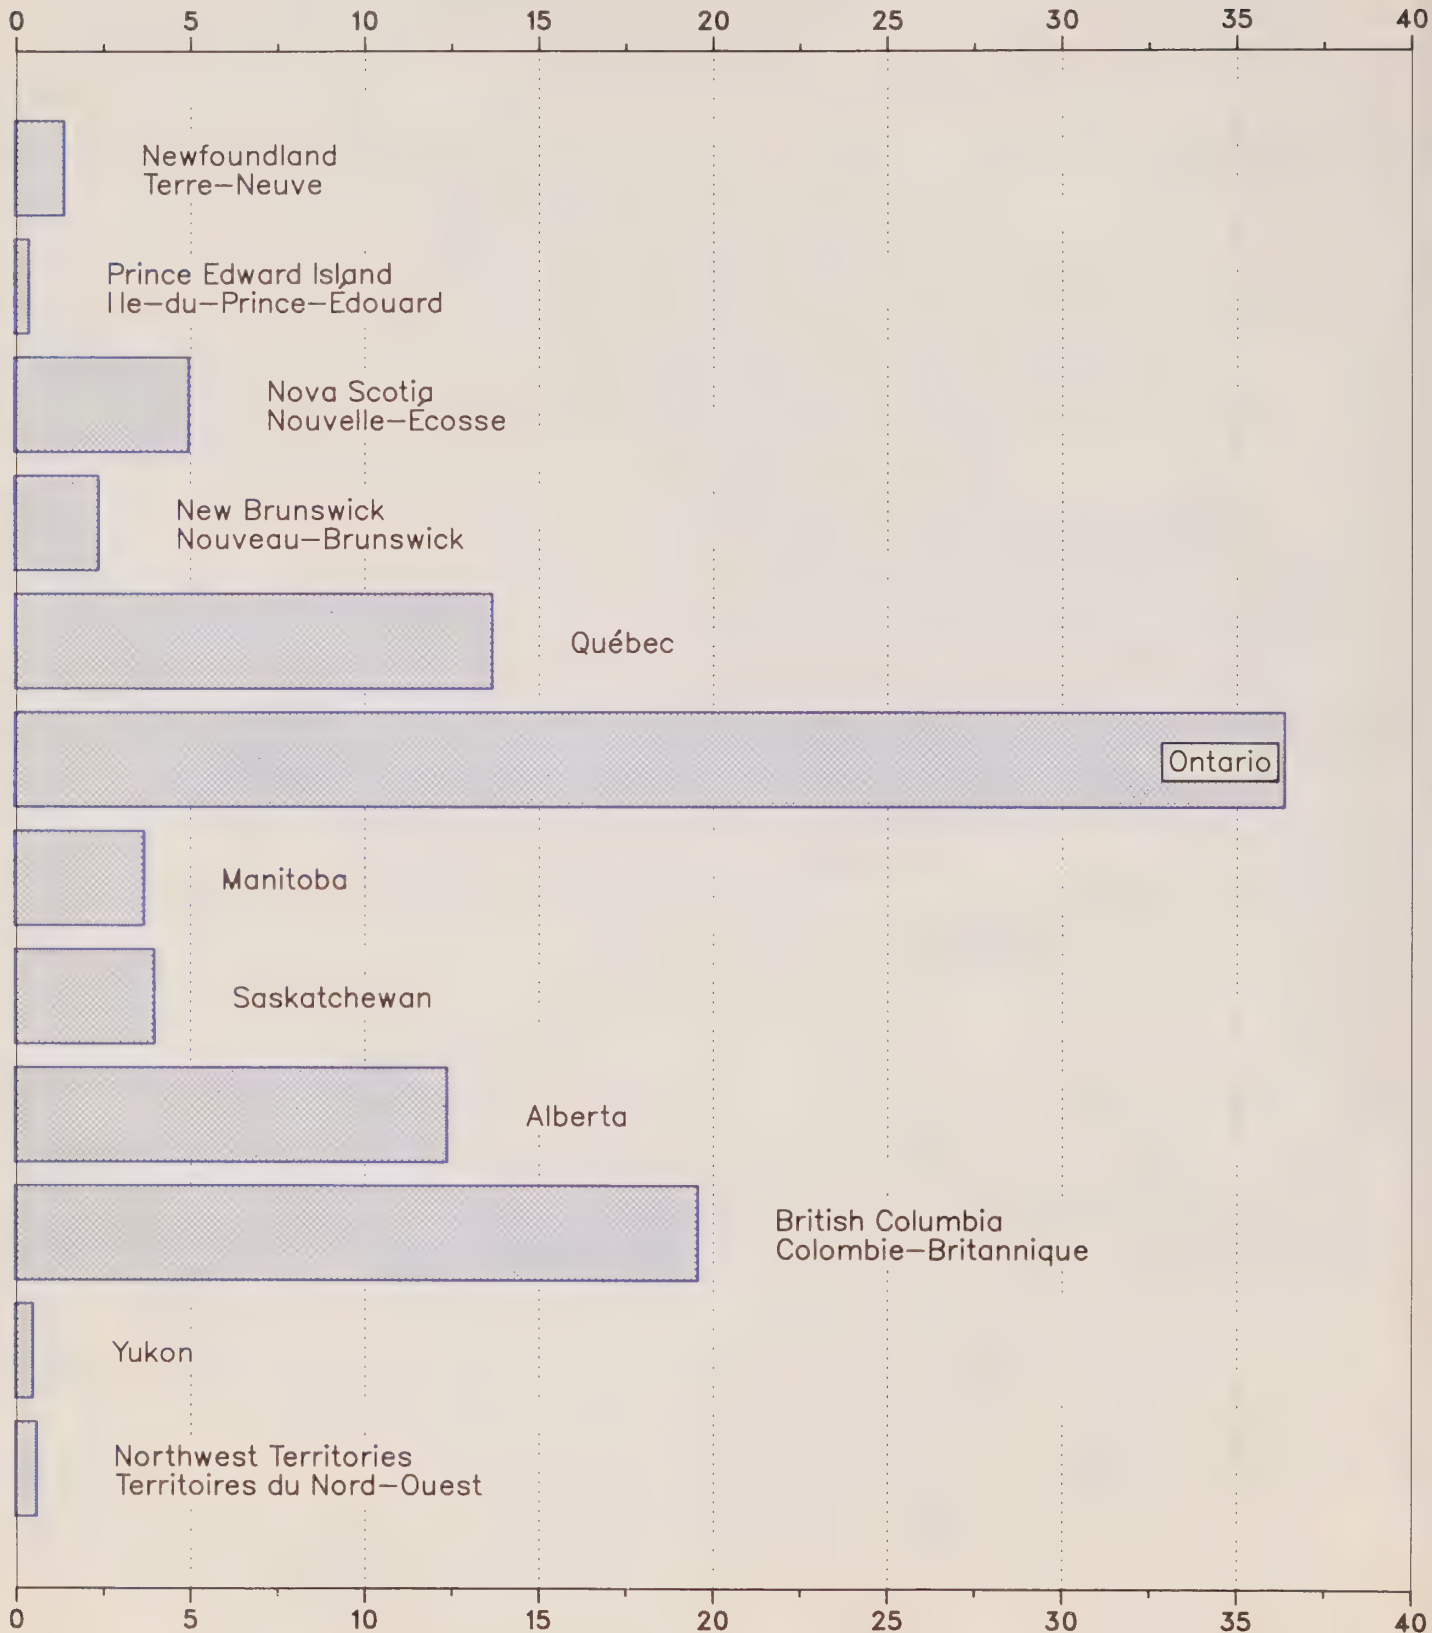 0 5 10 15 20 25 30 35 40
Newfoundland
Terre-Neuve
Prince Edward Island
Ile-du-Prince-Édouard
Nova Scotia
Nouvelle-Écosse
New Brunswick
Nouveau-Brunswick
Québec
Ontario
Manitoba
Saskatchewan
Alberta
British Columbia
Colombie-Britannique
Yukon
Northwest Territories
Territoires du Nord-Ouest
0 5 10 15 20 25 30 35 40